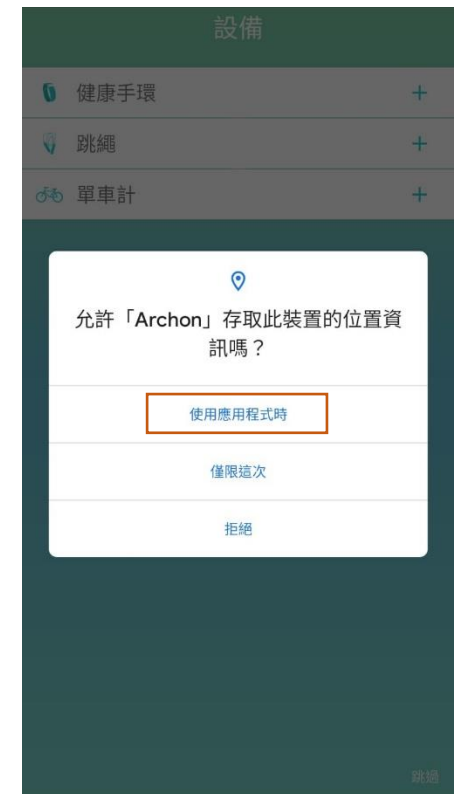 設備
健康手環 +
跳繩 +
單車計 +
允許「Archon」存取此裝置的位置資
訊嗎？
使用應用程式時
僅限這次
拒絕
跳過